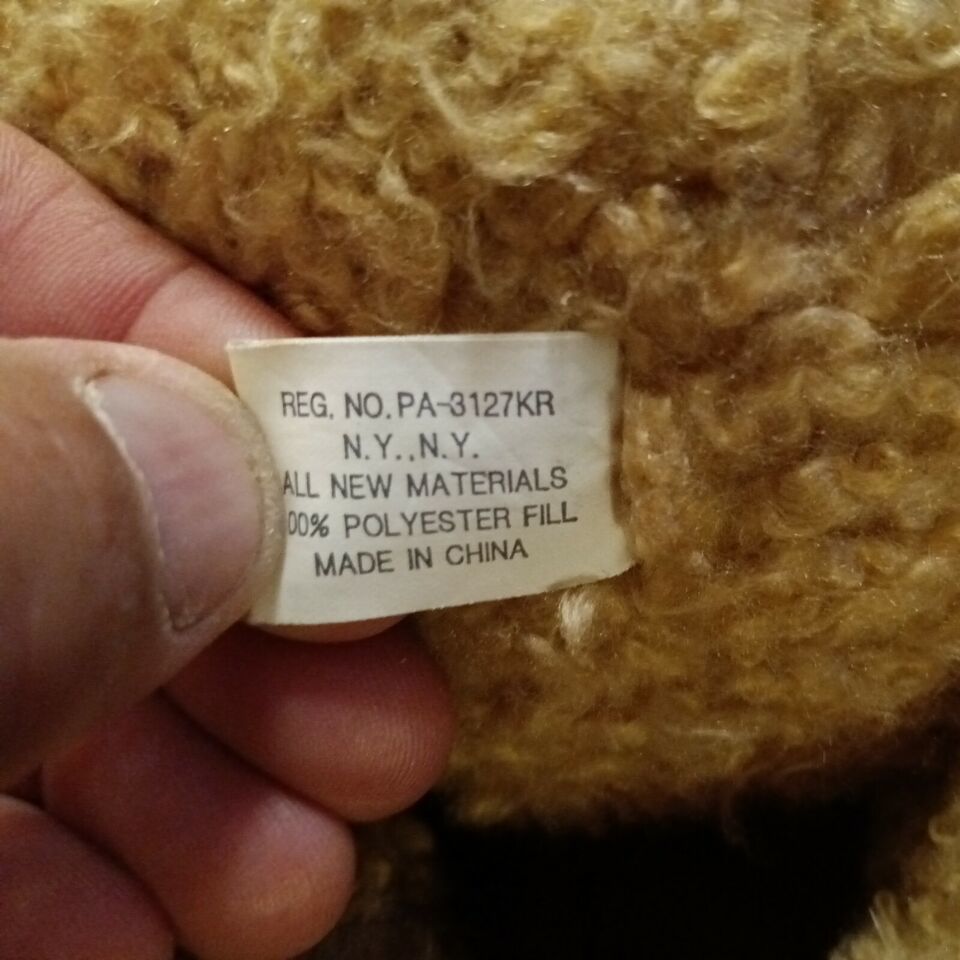 REG. NO. PA-3127KR
N.Y.,N.Y.
ALL NEW MATERIALS
00% POLYESTER FILL
MADE IN CHINA